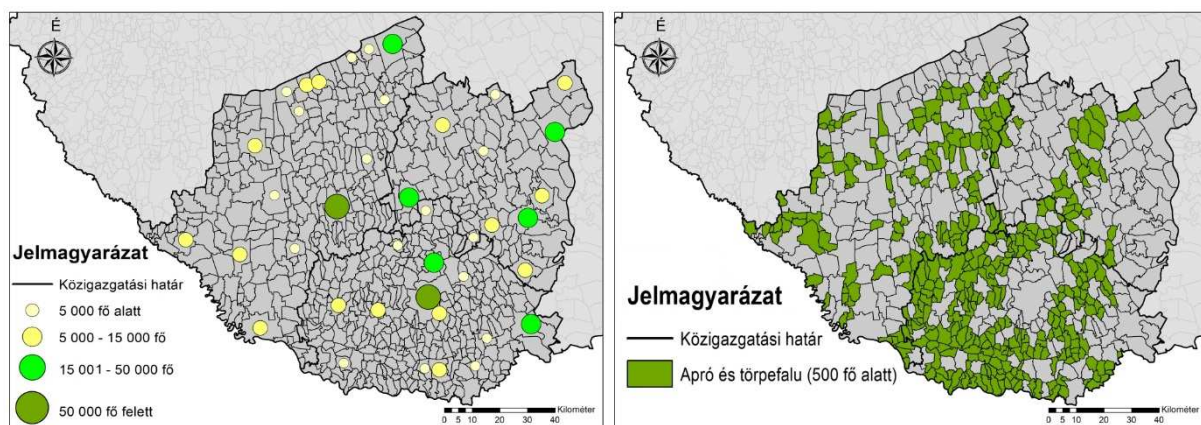 É
Jelmagyarázat
Közigazgatási határ
5 000 fő alatt
5 000 - 15 000 fő
15 001 - 50 000 fő
50 000 fő felett
Kilométer
0 5 10 20 30 40
É
Jelmagyarázat
Közigazgatási határ
Apró és törpefalu (500 fő alatt)
Kilométer
0 5 10 20 30 40